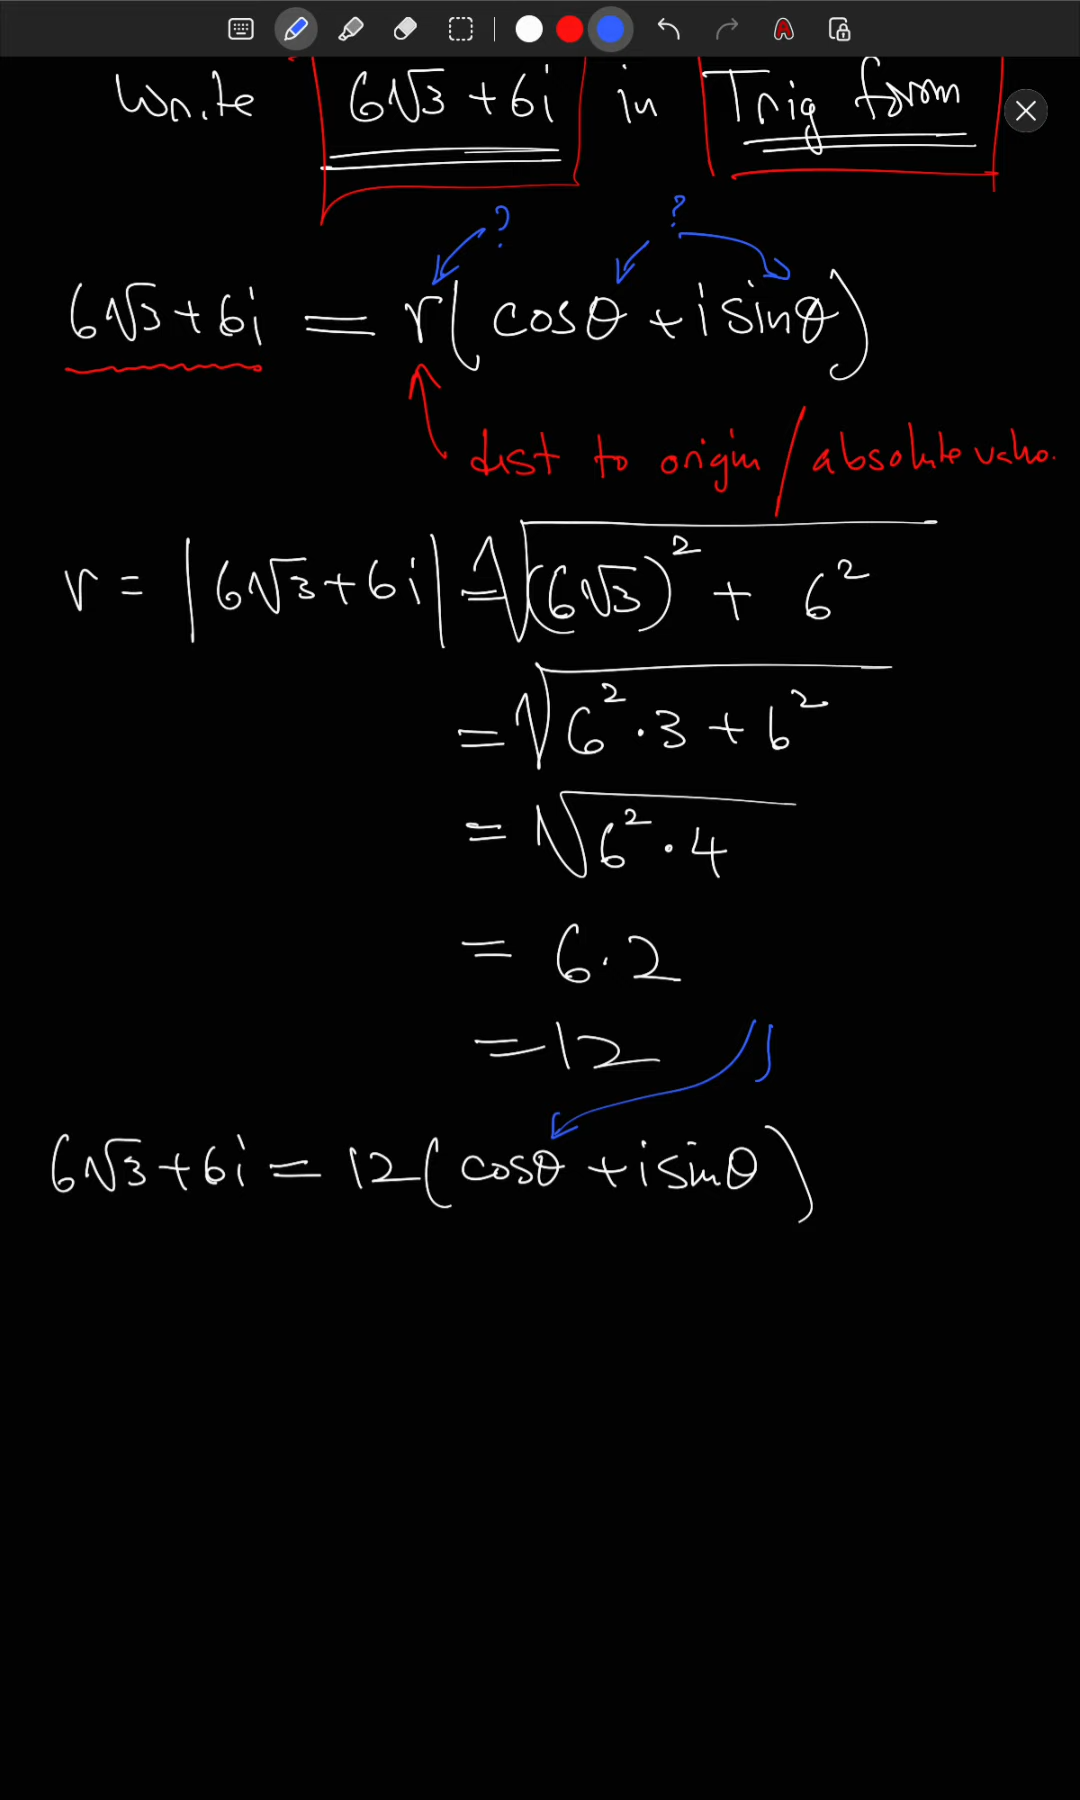 Write 6√3 + 6i in Trig form
? ?
6√3 + 6i = r( cosθ + i sinθ)
dist to origin / absolute value.
r = |6√3 + 6i| = √((6√3)² + 6²)
= √(6² · 3 + 6²)
= √(6² · 4)
= 6 · 2
= 12
6√3 + 6i = 12( cosθ + i sinθ)